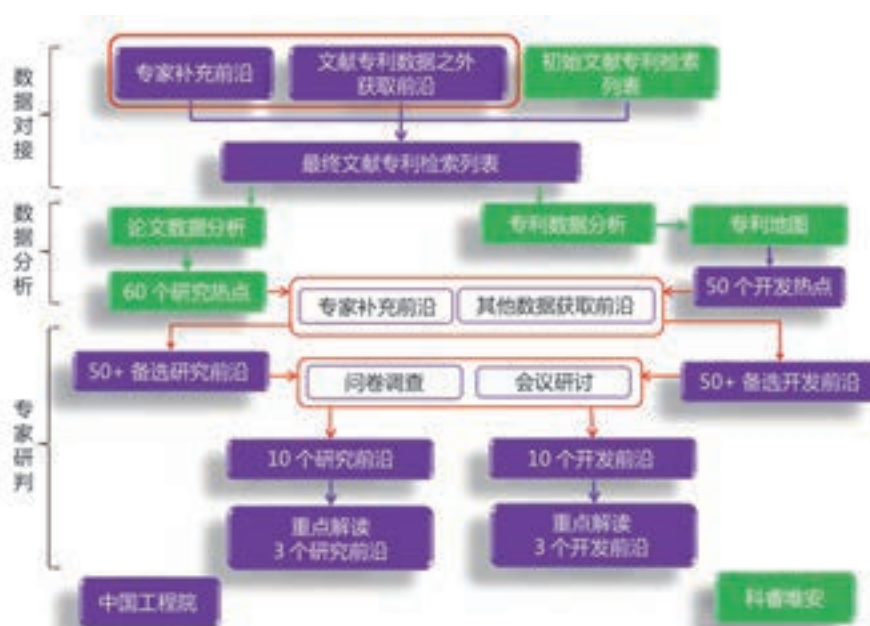 数据对接
专家补充前沿
文献专利数据之外
获取前沿
初始文献专利检索
列表
最终文献专利检索列表
数据分析
论文数据分析
专利数据分析
专利地图
60 个研究热点
专家补充前沿
其他数据获取前沿
50 个开发热点
专家研判
50+ 备选研究前沿
问卷调查
会议研讨
50+ 备选开发前沿
10 个研究前沿
10 个开发前沿
重点解读
3 个研究前沿
重点解读
3 个开发前沿
中国工程院
科睿唯安